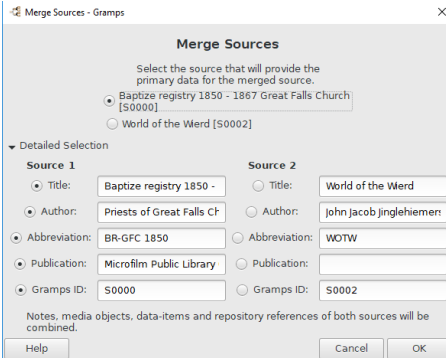 Merge Sources - Gramps
Merge Sources
Select the source that will provide the
primary data for the merged source.
Baptize registry 1850 - 1867 Great Falls Church
[S0000]
World of the Wierd [S0002]
Detailed Selection
Source 1 Source 2
Title: Baptize registry 1850 - Title: World of the Wierd
Author: Priests of Great Falls Ch Author: John Jacob Jinglehiemers
Abbreviation: BR-GFC 1850 Abbreviation: WOTW
Publication: Microfilm Public Library Publication:
Gramps ID: S0000 Gramps ID: S0002
Notes, media objects, data-items and repository references of both sources will be
combined.
Help Cancel OK